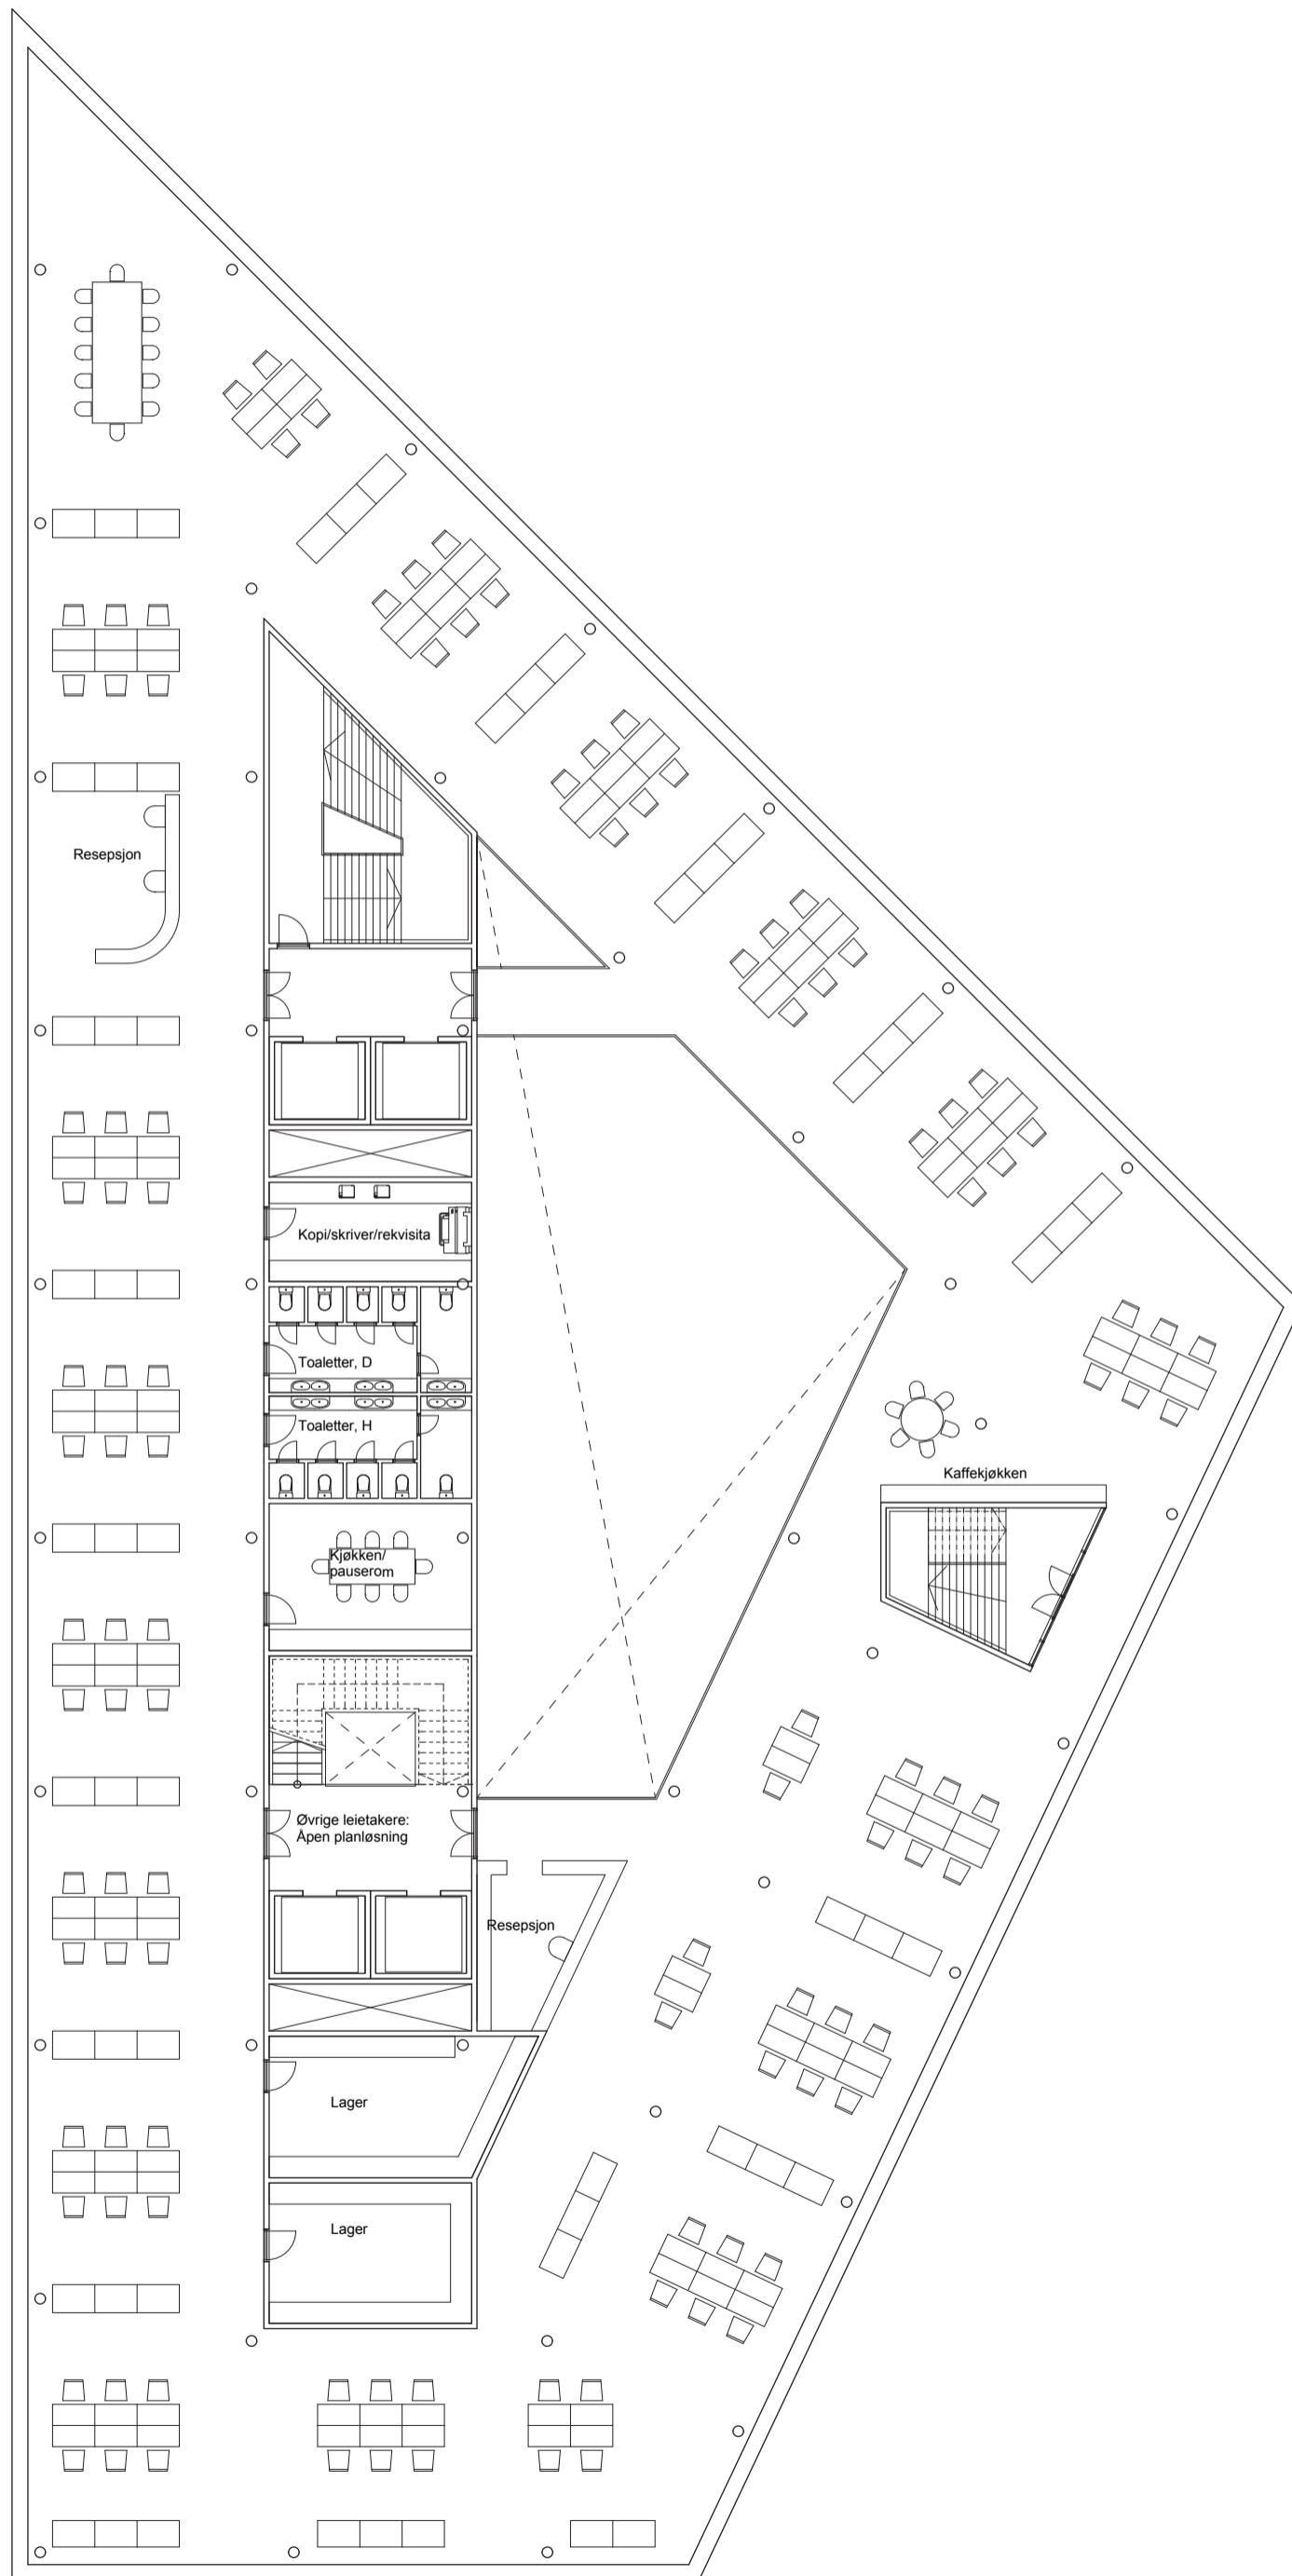 Resepsjon
Kopi/skriver/rekvisita
Toaletter, D
Toaletter, H
Kaffekjøkken
Kjøkken/
pauserom
Øvrige leietakere:
Åpen planløsning
Resepsjon
Lager
Lager